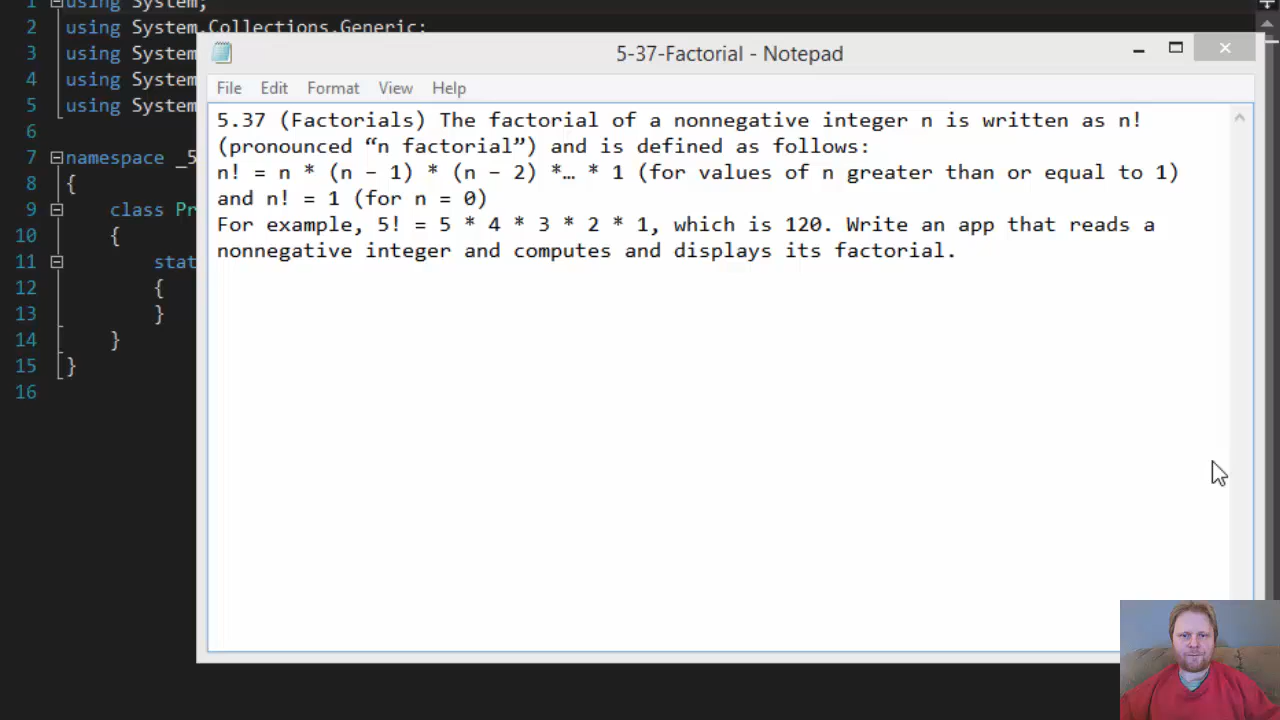 1 using System;
2 using System.Collections.Generic;
3 using System
4 using System
5 using System
6
7 namespace _5
8 {
9 class Pr
10 {
11 stat
12 {
13 }
14 }
15 }
16
5-37-Factorial - Notepad
File Edit Format View Help
5.37 (Factorials) The factorial of a nonnegative integer n is written as n!
(pronounced “n factorial”) and is defined as follows:
n! = n * (n – 1) * (n – 2) *… * 1 (for values of n greater than or equal to 1)
and n! = 1 (for n = 0)
For example, 5! = 5 * 4 * 3 * 2 * 1, which is 120. Write an app that reads a
nonnegative integer and computes and displays its factorial.